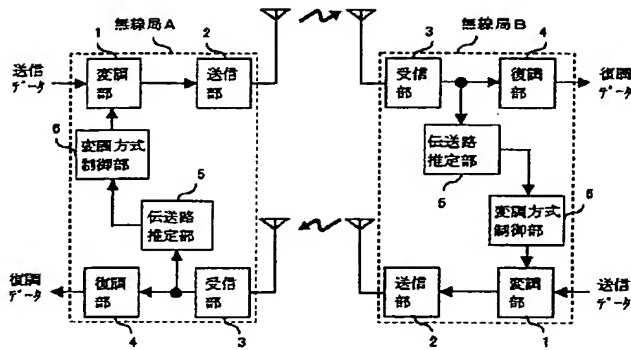 無線局A
無線局B
1
2
3
4
送信
データ
変調
部
送信
部
受信
部
復調
部
復調
データ
6
変調方式
制御部
伝送路
推定部
5
5
伝送路
推定部
変調方式
制御部
6
復調
データ
復調
部
受信
部
送信
部
変調
部
送信
データ
4
3
2
1